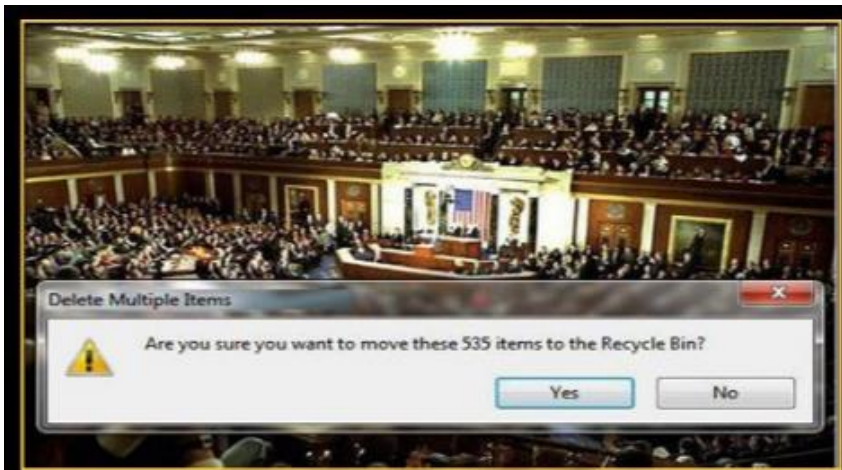 Delete Multiple Items
Are you sure you want to move these 535 items to the Recycle Bin?
Yes
No